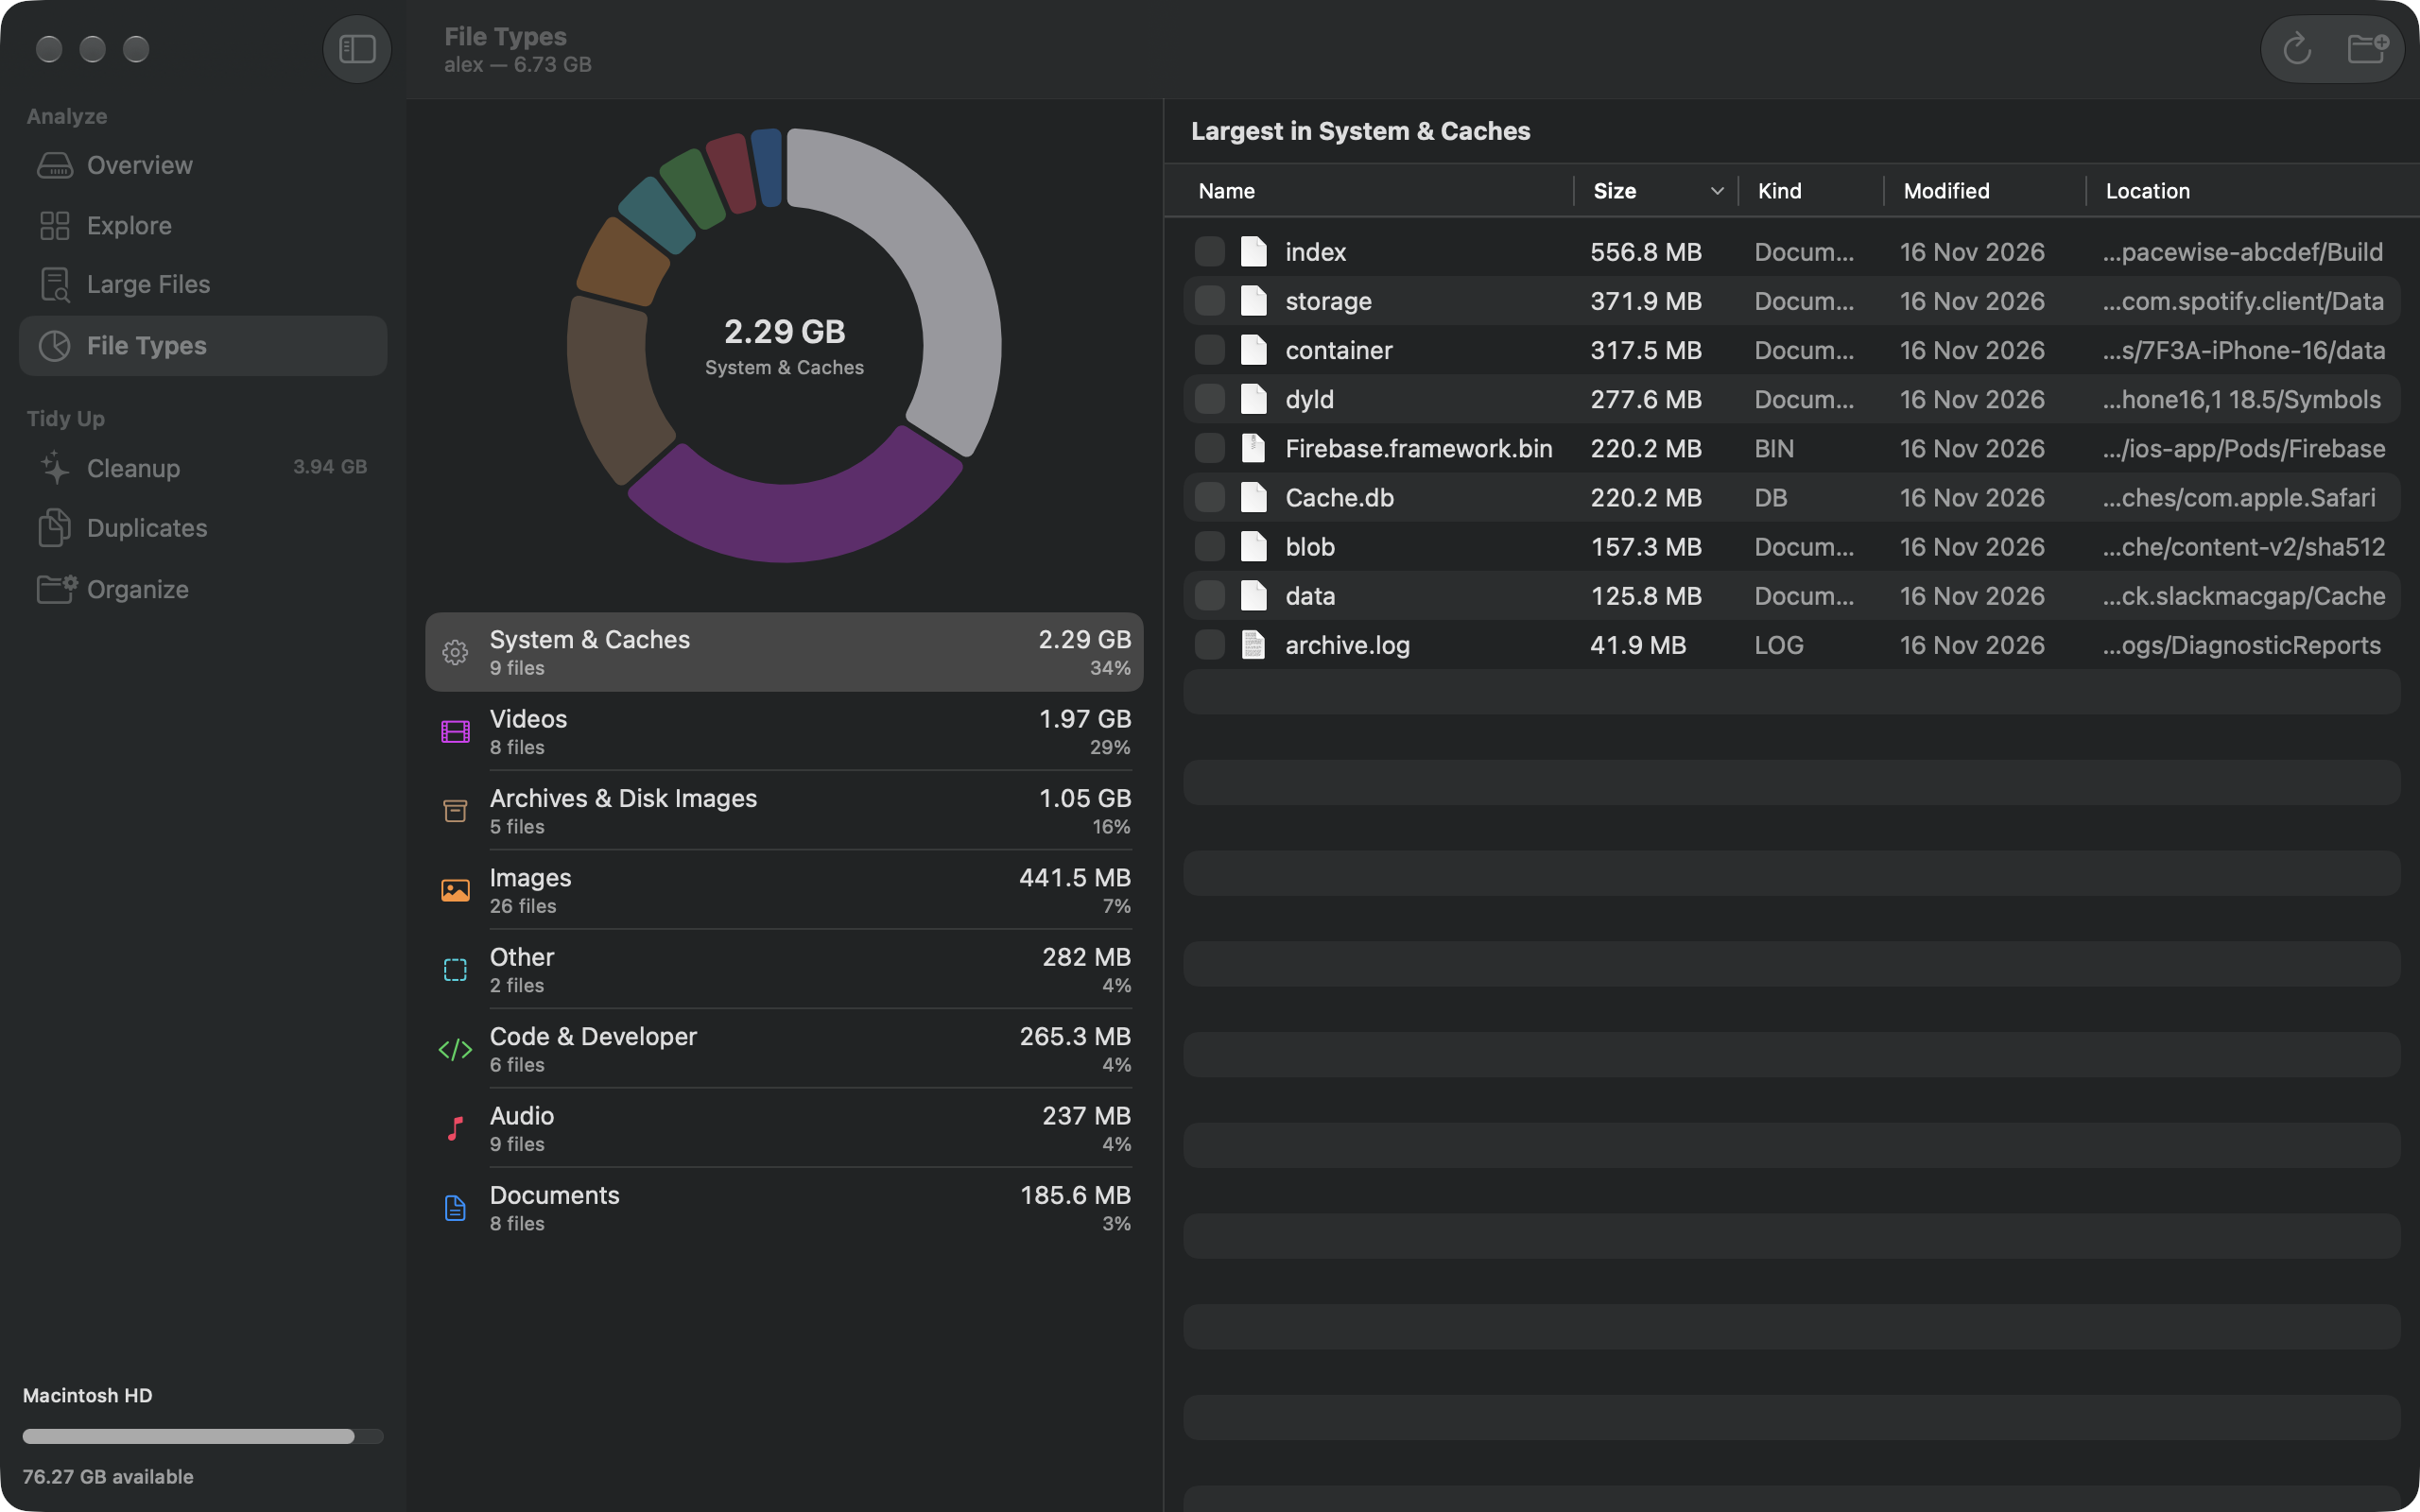 File Types
alex — 6.73 GB
Analyze
Overview
Explore
Large Files
File Types
Tidy Up
Cleanup 3.94 GB
Duplicates
Organize
Macintosh HD
76.27 GB available
2.29 GB
System & Caches
System & Caches 2.29 GB
9 files 34%
Videos 1.97 GB
8 files 29%
Archives & Disk Images 1.05 GB
5 files 16%
Images 441.5 MB
26 files 7%
Other 282 MB
2 files 4%
Code & Developer 265.3 MB
6 files 4%
Audio 237 MB
9 files 4%
Documents 185.6 MB
8 files 3%
Largest in System & Caches
Name Size Kind Modified Location
index 556.8 MB Docum... 16 Nov 2026 ...pacewise-abcdef/Build
storage 371.9 MB Docum... 16 Nov 2026 ...com.spotify.client/Data
container 317.5 MB Docum... 16 Nov 2026 ...s/7F3A-iPhone-16/data
dyld 277.6 MB Docum... 16 Nov 2026 ...hone16,1 18.5/Symbols
Firebase.framework.bin 220.2 MB BIN 16 Nov 2026 .../ios-app/Pods/Firebase
Cache.db 220.2 MB DB 16 Nov 2026 ...ches/com.apple.Safari
blob 157.3 MB Docum... 16 Nov 2026 ...che/content-v2/sha512
data 125.8 MB Docum... 16 Nov 2026 ...ck.slackmacgap/Cache
archive.log 41.9 MB LOG 16 Nov 2026 ...ogs/DiagnosticReports